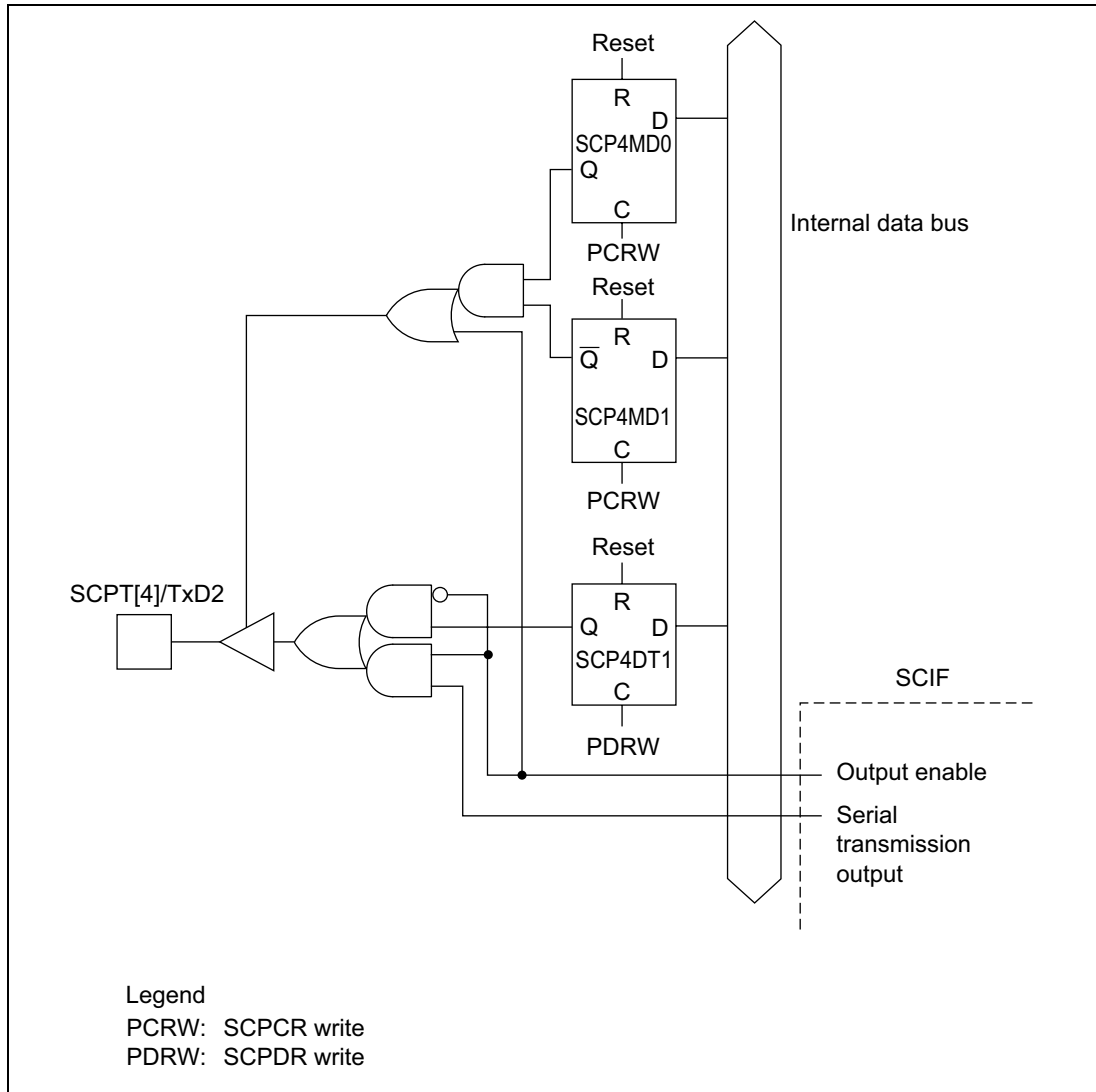 Reset
R
D
SCP4MD0
Q
C
PCRW
Internal data bus
Reset
R
Q
D
SCP4MD1
C
PCRW
Reset
SCPT[4]/TxD2
R
Q
D
SCP4DT1
C
PDRW
SCIF
Output enable
Serial
transmission
output
Legend
PCRW: SCPCR write
PDRW: SCPDR write